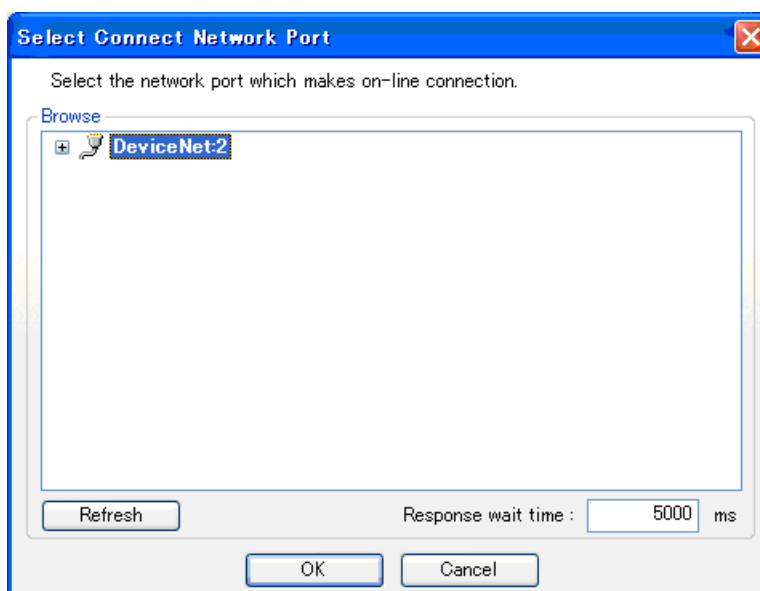 Select Connect Network Port
Select the network port which makes on-line connection.
Browse
DeviceNet:2
Refresh
Response wait time :
5000
ms
OK
Cancel